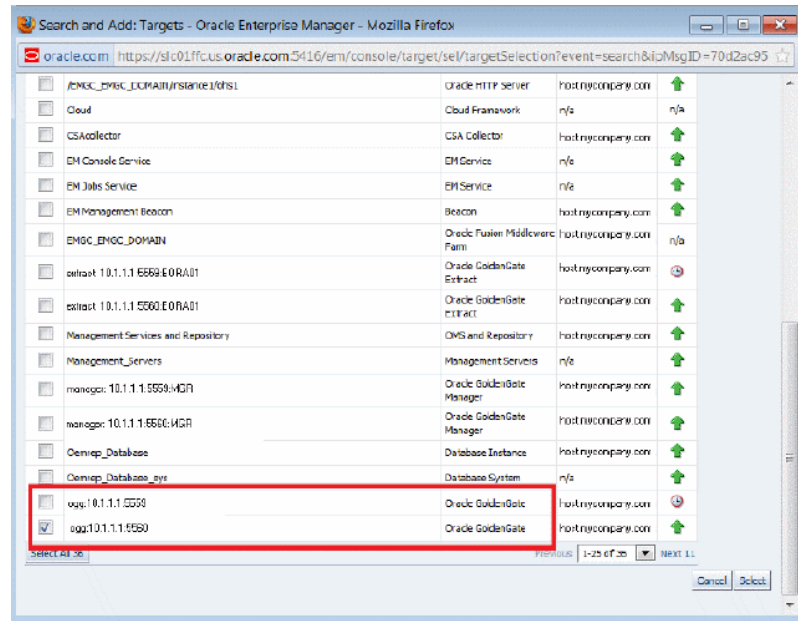 Search and Add: Targets - Oracle Enterprise Manager - Mozilla Firefox
oracle.com https://slc01ffc.us.oracle.com:5416/em/console/target/sel/targetSelection?event=search&ipMsgID=70d2ac95
/EMGC_EMGC_DOMAIN/instance1/ohs1 Oracle HTTP Server host.mycompany.com
Cloud Cloud Framework n/a n/a
CSAcollector CSA Collector host.mycompany.com
EM Console Service EM Service n/a
EM Jobs Service EM Service n/a
EM Management Beacon Beacon host.mycompany.com
EMGC_EMGC_DOMAIN Oracle Fusion Middleware Farm host.mycompany.com n/a
extract: 10.1.1.1:5559:EORA01 Oracle GoldenGate Extract host.mycompany.com
extract: 10.1.1.1:5560:EORA01 Oracle GoldenGate Extract host.mycompany.com
Management Services and Repository OMS and Repository host.mycompany.com
Management_Servers Management Servers n/a
manager: 10.1.1.1:5559:MGR Oracle GoldenGate Manager host.mycompany.com
manager: 10.1.1.1:5560:MGR Oracle GoldenGate Manager host.mycompany.com
Oemrep_Database Database Instance host.mycompany.com
Oemrep_Database_sys Database System n/a
ogg:10.1.1.1:5559 Oracle GoldenGate host.mycompany.com
ogg:10.1.1.1:5560 Oracle GoldenGate host.mycompany.com
Select All 36 Previous 1-25 of 36 Next 11
Cancel Select